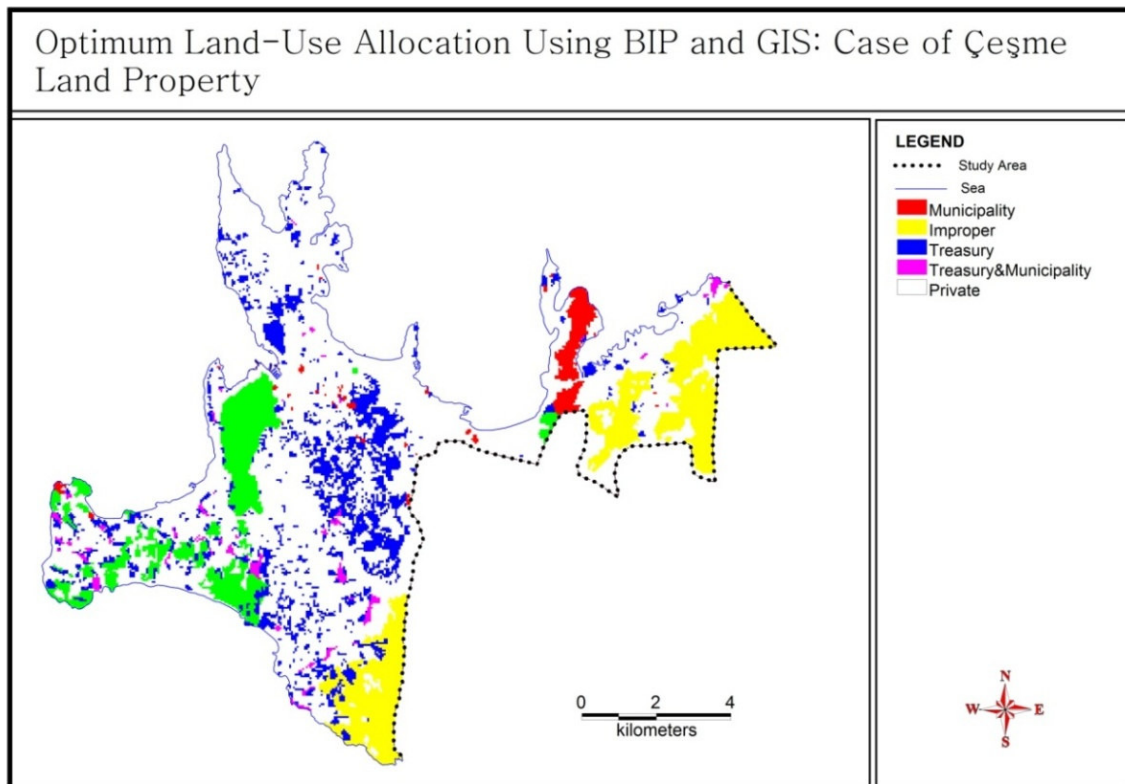 Optimum Land-Use Allocation Using BIP and GIS: Case of Çeşme
Land Property
LEGEND
Study Area
Sea
Municipality
Improper
Treasury
Treasury&Municipality
Private
0 2 4
kilometers
N
W E
S